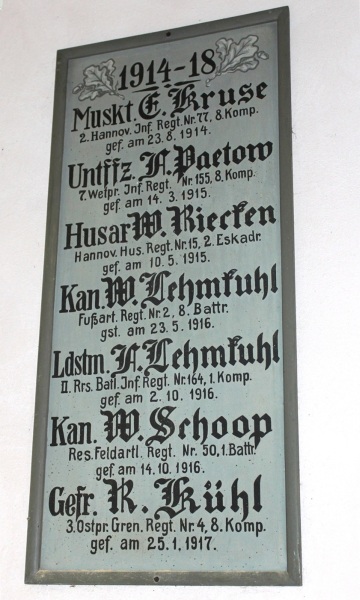 1914-18
Muskt. E. Kruse
2. Hannov. Inf. Regt. Nr. 77, 8. Komp.
gef. am 23. 8. 1914.
Untffz. F. Paetow
7. Wetpr. Inf. Regt. Nr. 155, 8. Komp.
gef. am 14. 3. 1915.
Husar W. Riecken
Hannov. Hus. Regt. Nr. 15, 2. Eskadr.
gef. am 10. 5. 1915.
Kan. W. Lehmkuhl
Fußart. Regt. Nr. 2, 8. Battr.
gst. am 23. 5. 1916.
Ldstm. F. Lehmkuhl
II. Rrs. Batl. Inf. Regt. Nr. 164, 1. Komp.
gef. am 2. 10. 1916.
Kan. W. Schoop
Res. Feldartl. Regt. Nr. 50, 1. Battr.
gef. am 14. 10. 1916.
Gefr. R. Kühl
3. Ostpr. Gren. Regt. Nr. 4, 8. Komp.
gef. am 25. 1. 1917.